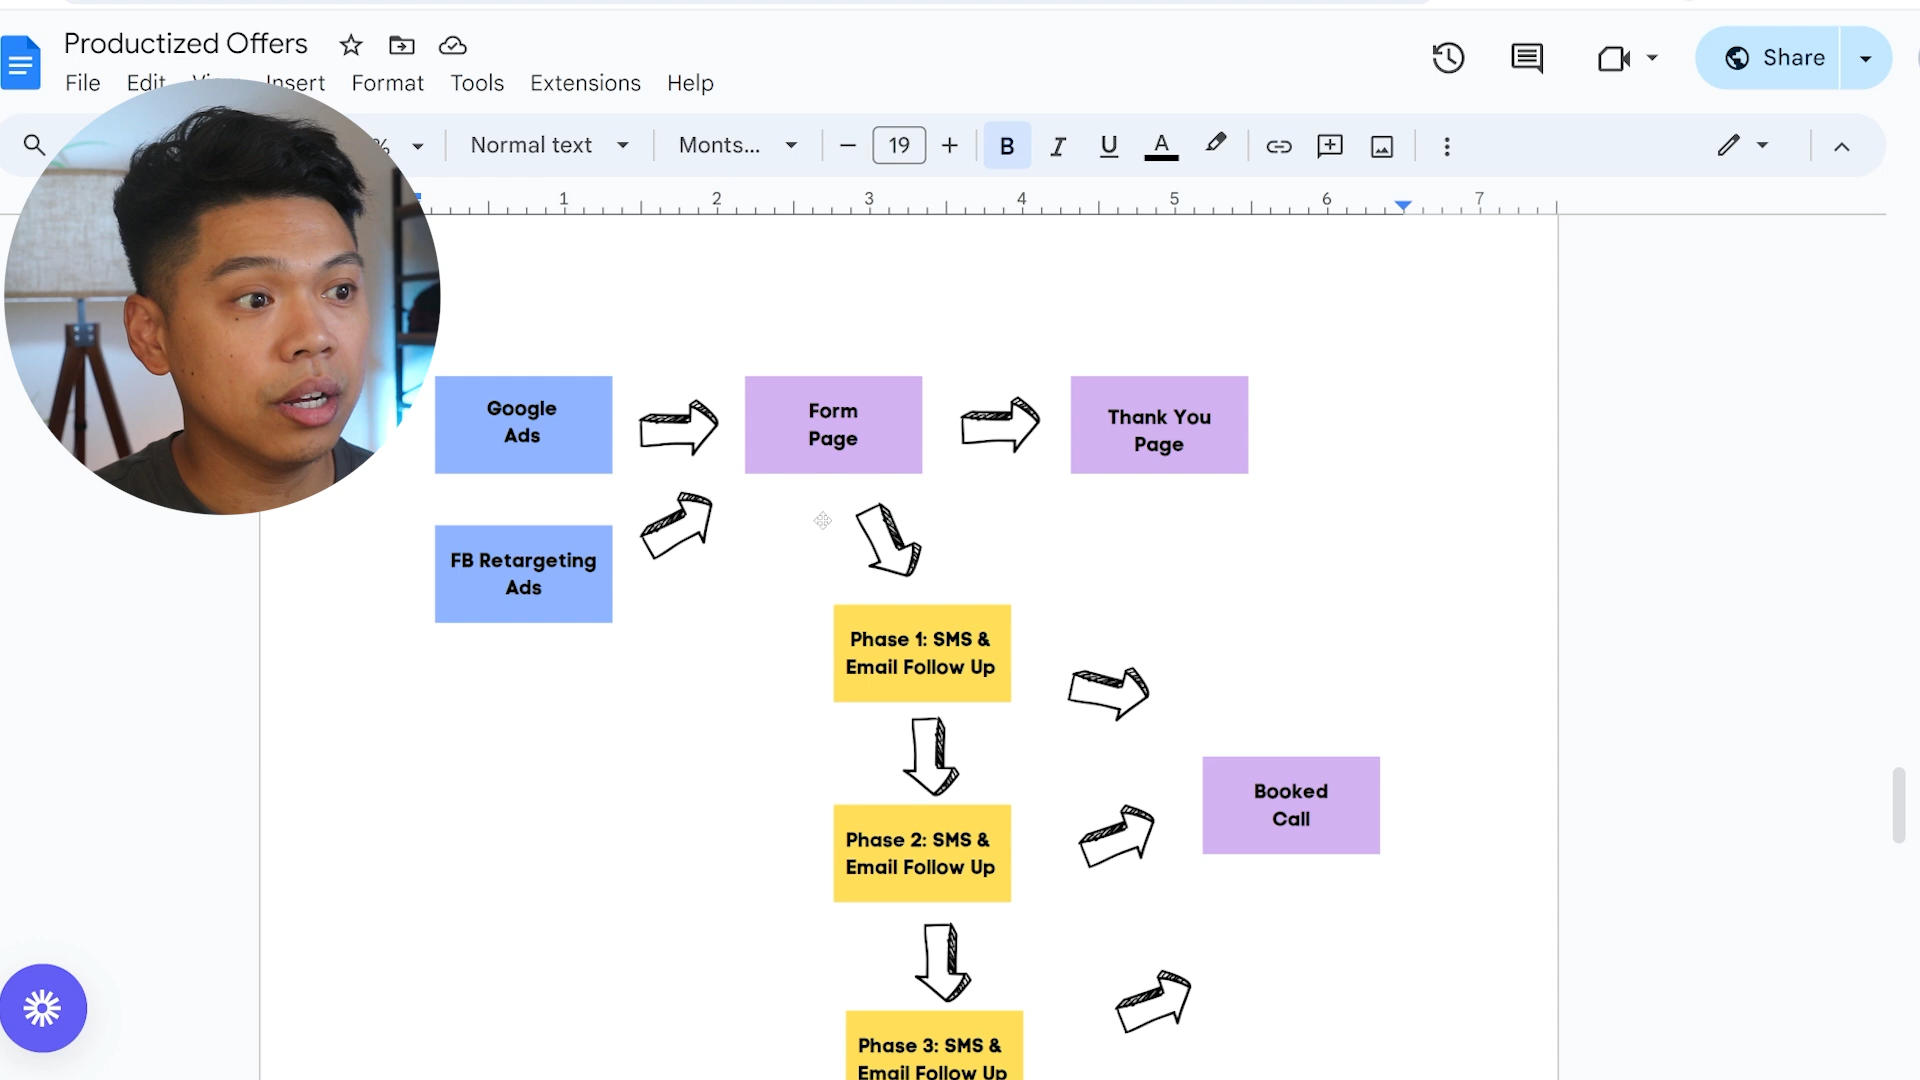 Productized Offers
File Edit View Insert Format Tools Extensions Help
Share
% Normal text Monts... 19 B I U A
1 2 3 4 5 6 7
Google
Ads
Form
Page
Thank You
Page
FB Retargeting
Ads
Phase 1: SMS &
Email Follow Up
Booked
Call
Phase 2: SMS &
Email Follow Up
Phase 3: SMS &
Email Follow Up